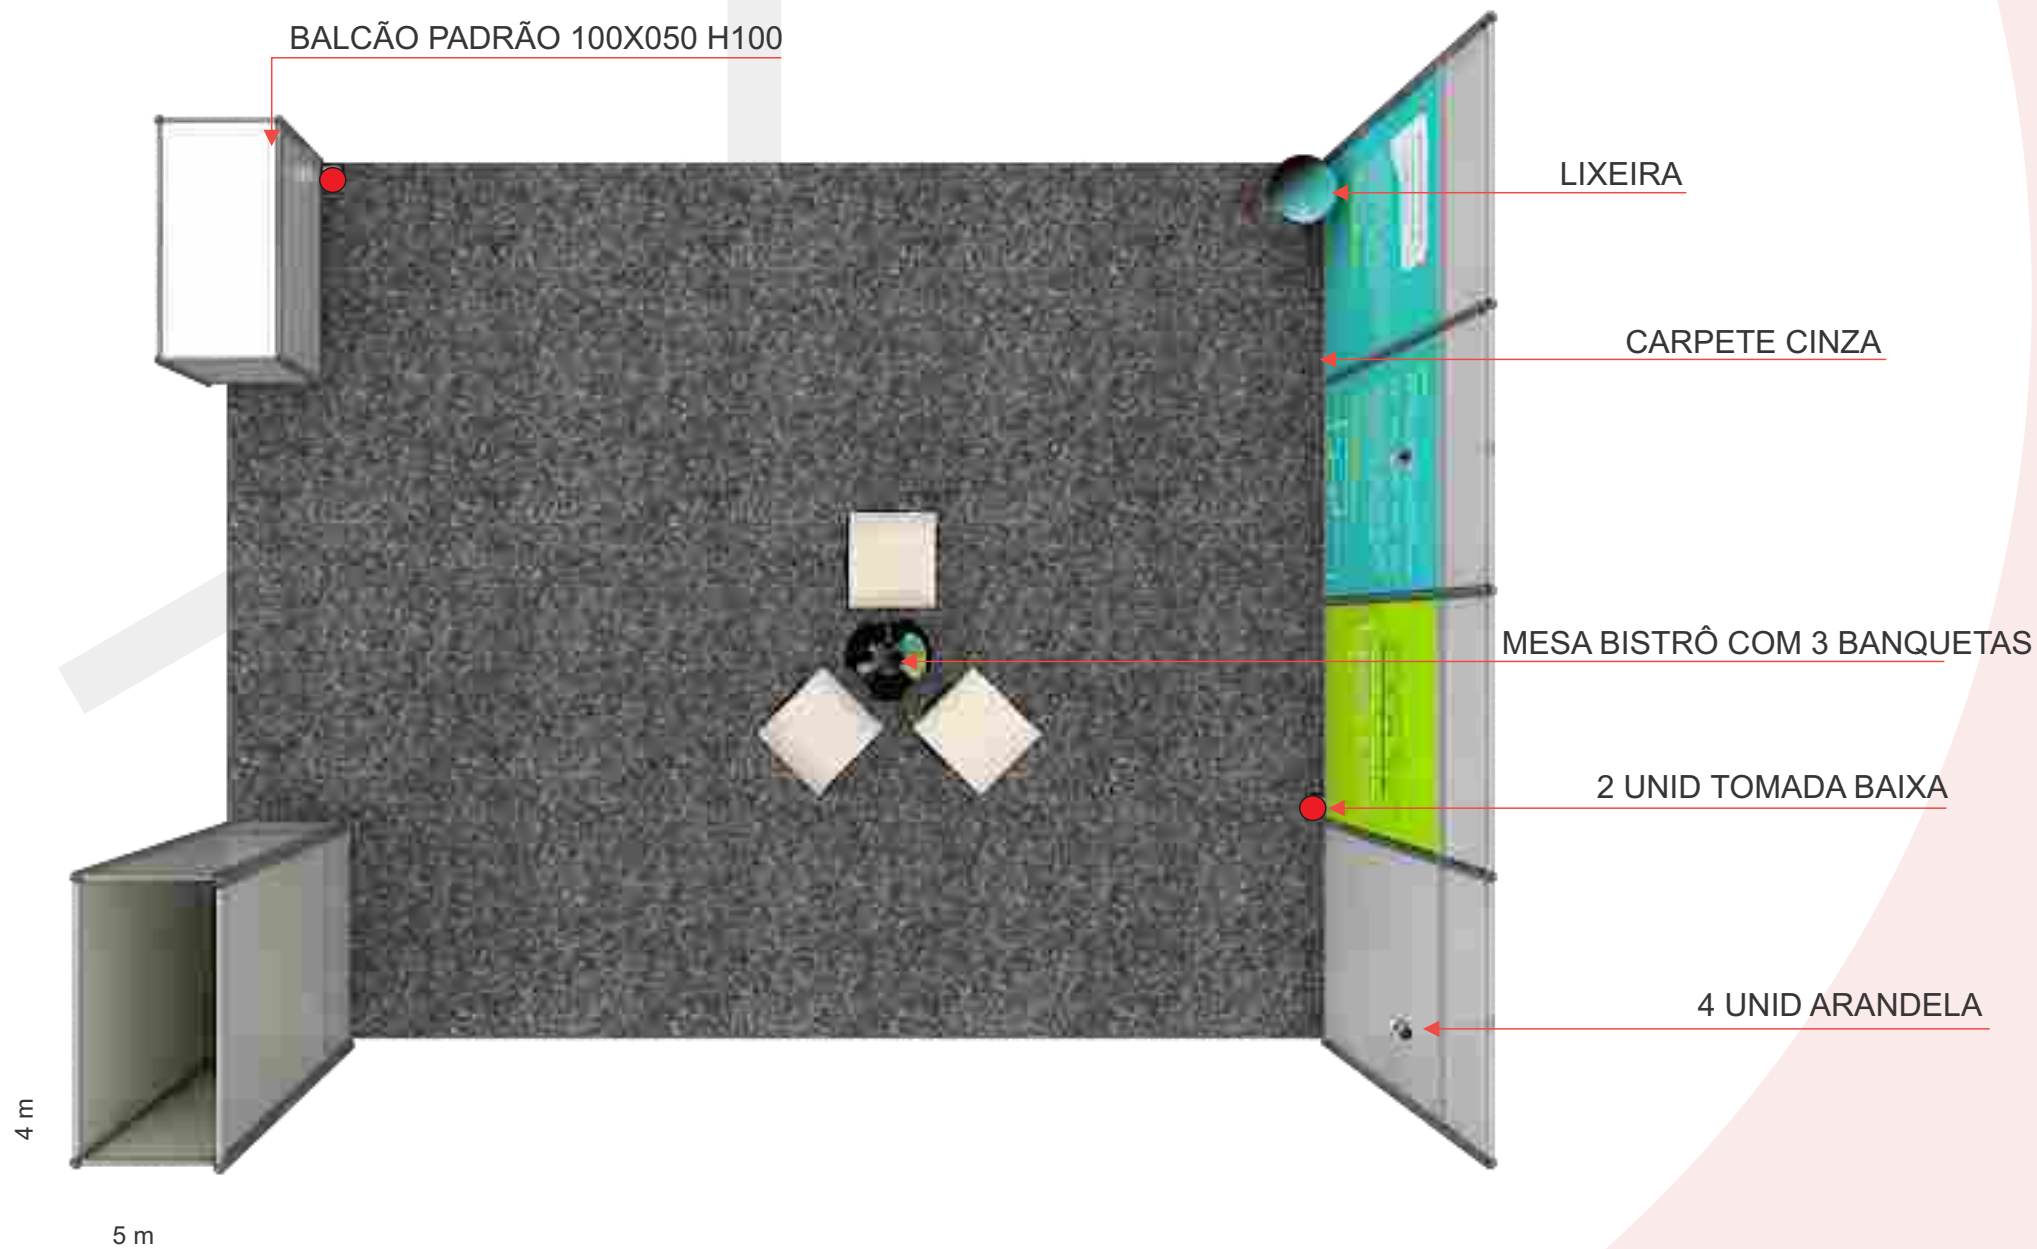 BALCÃO PADRÃO 100X050 H100
LIXEIRA
CARPETE CINZA
MESA BISTRÔ COM 3 BANQUETAS
2 UNID TOMADA BAIXA
4 UNID ARANDELA
4 m
5 m